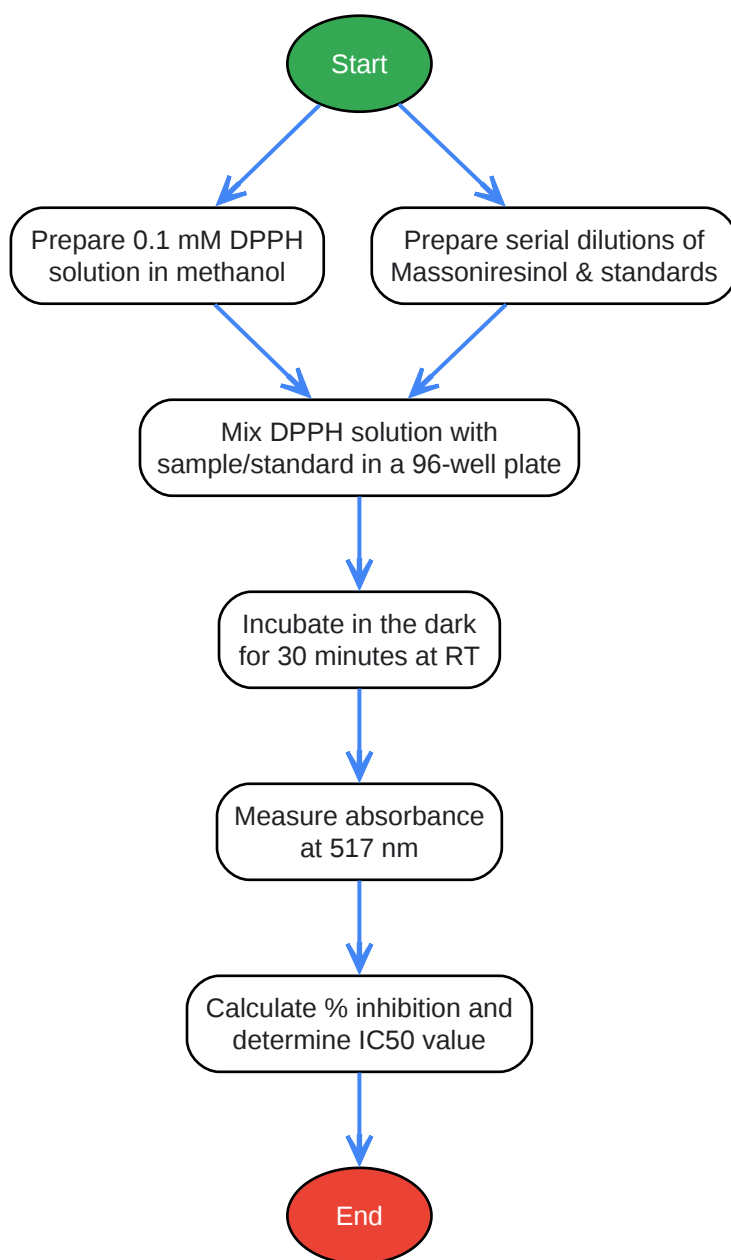 Start
Prepare 0.1 mM DPPH
solution in methanol
Prepare serial dilutions of
Massoniresinol & standards
Mix DPPH solution with
sample/standard in a 96-well plate
Incubate in the dark
for 30 minutes at RT
Measure absorbance
at 517 nm
Calculate % inhibition and
determine IC50 value
End